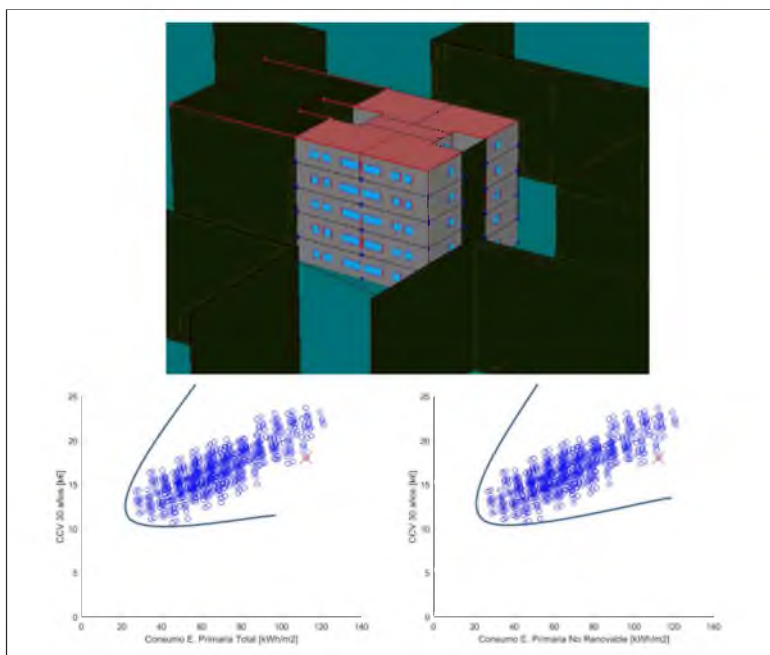 25
20
15
10
5
0
CCV 30 años [k€]
0 20 40 60 80 100 120 140
Consumo E. Primaria Total [kWh/m2]
25
20
15
10
5
0
CCV 30 años [k€]
0 20 40 60 80 100 120 140
Consumo E. Primaria No Renovable [kWh/m2]